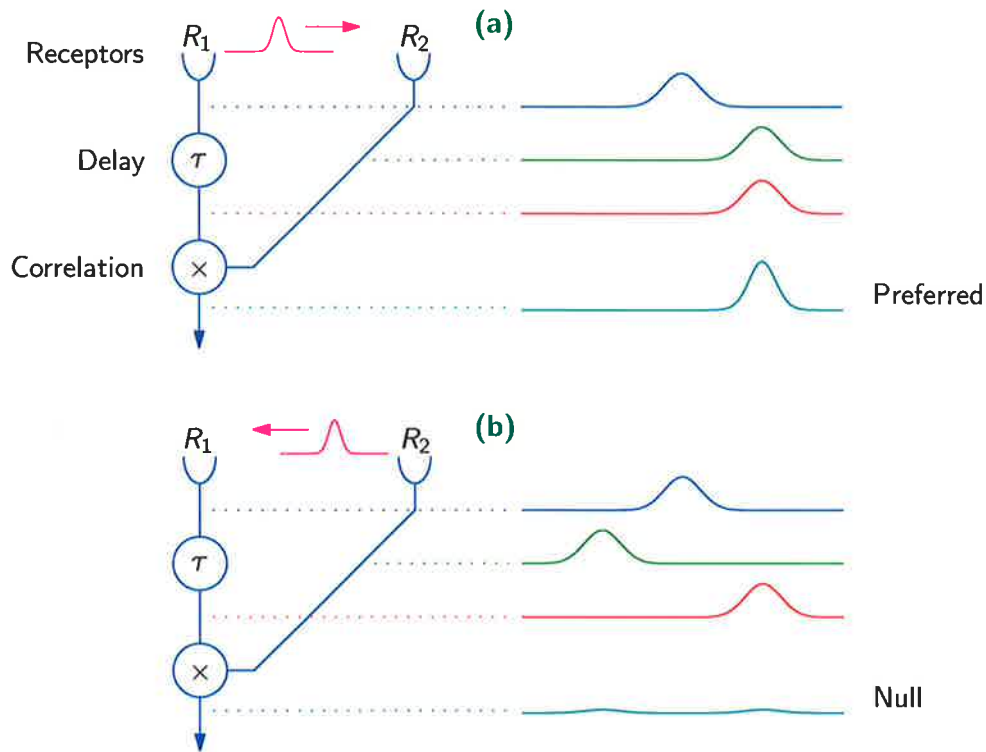 (a)
R1
R2
Receptors
Delay
τ
Correlation
×
Preferred
(b)
R1
R2
τ
×
Null